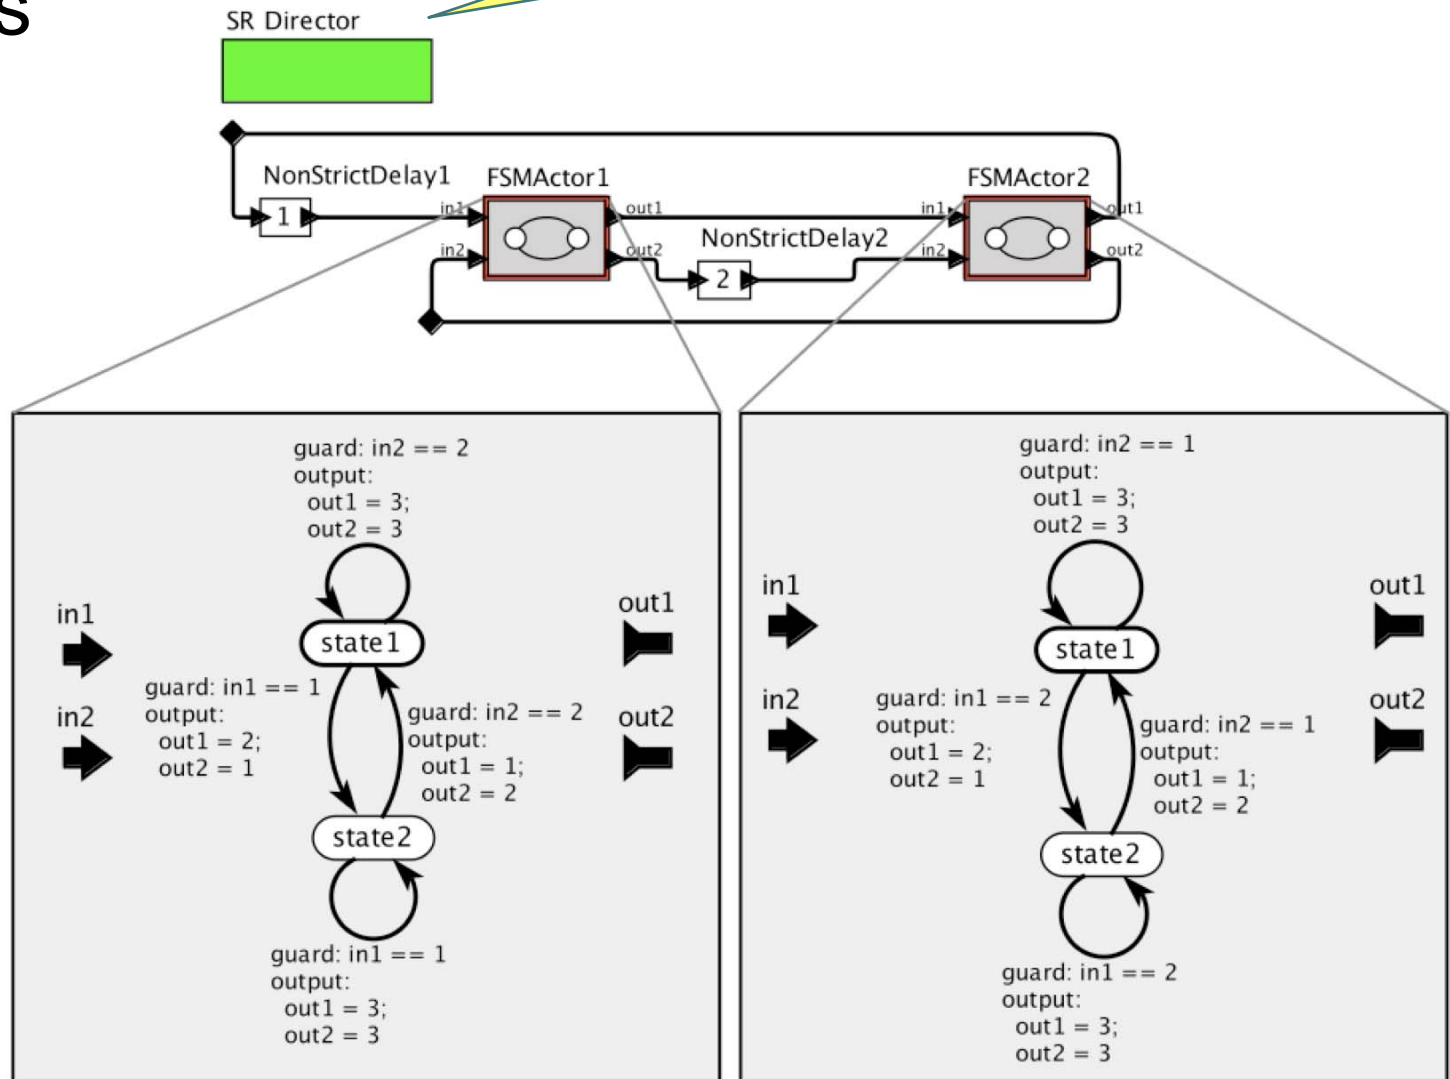 s
SR Director
NonStrictDelay1
1
FSMActor1
in1
in2
out1
out2
NonStrictDelay2
2
FSMActor2
in1
in2
out1
out2
guard: in2 == 2
output:
out1 = 3;
out2 = 3
in1
in2
state1
out1
out2
guard: in1 == 1
output:
out1 = 2;
out2 = 1
guard: in2 == 2
output:
out1 = 1;
out2 = 2
state2
guard: in1 == 1
output:
out1 = 3;
out2 = 3
guard: in2 == 1
output:
out1 = 3;
out2 = 3
in1
in2
state1
out1
out2
guard: in1 == 2
output:
out1 = 2;
out2 = 1
guard: in2 == 1
output:
out1 = 1;
out2 = 2
state2
guard: in1 == 2
output:
out1 = 3;
out2 = 3